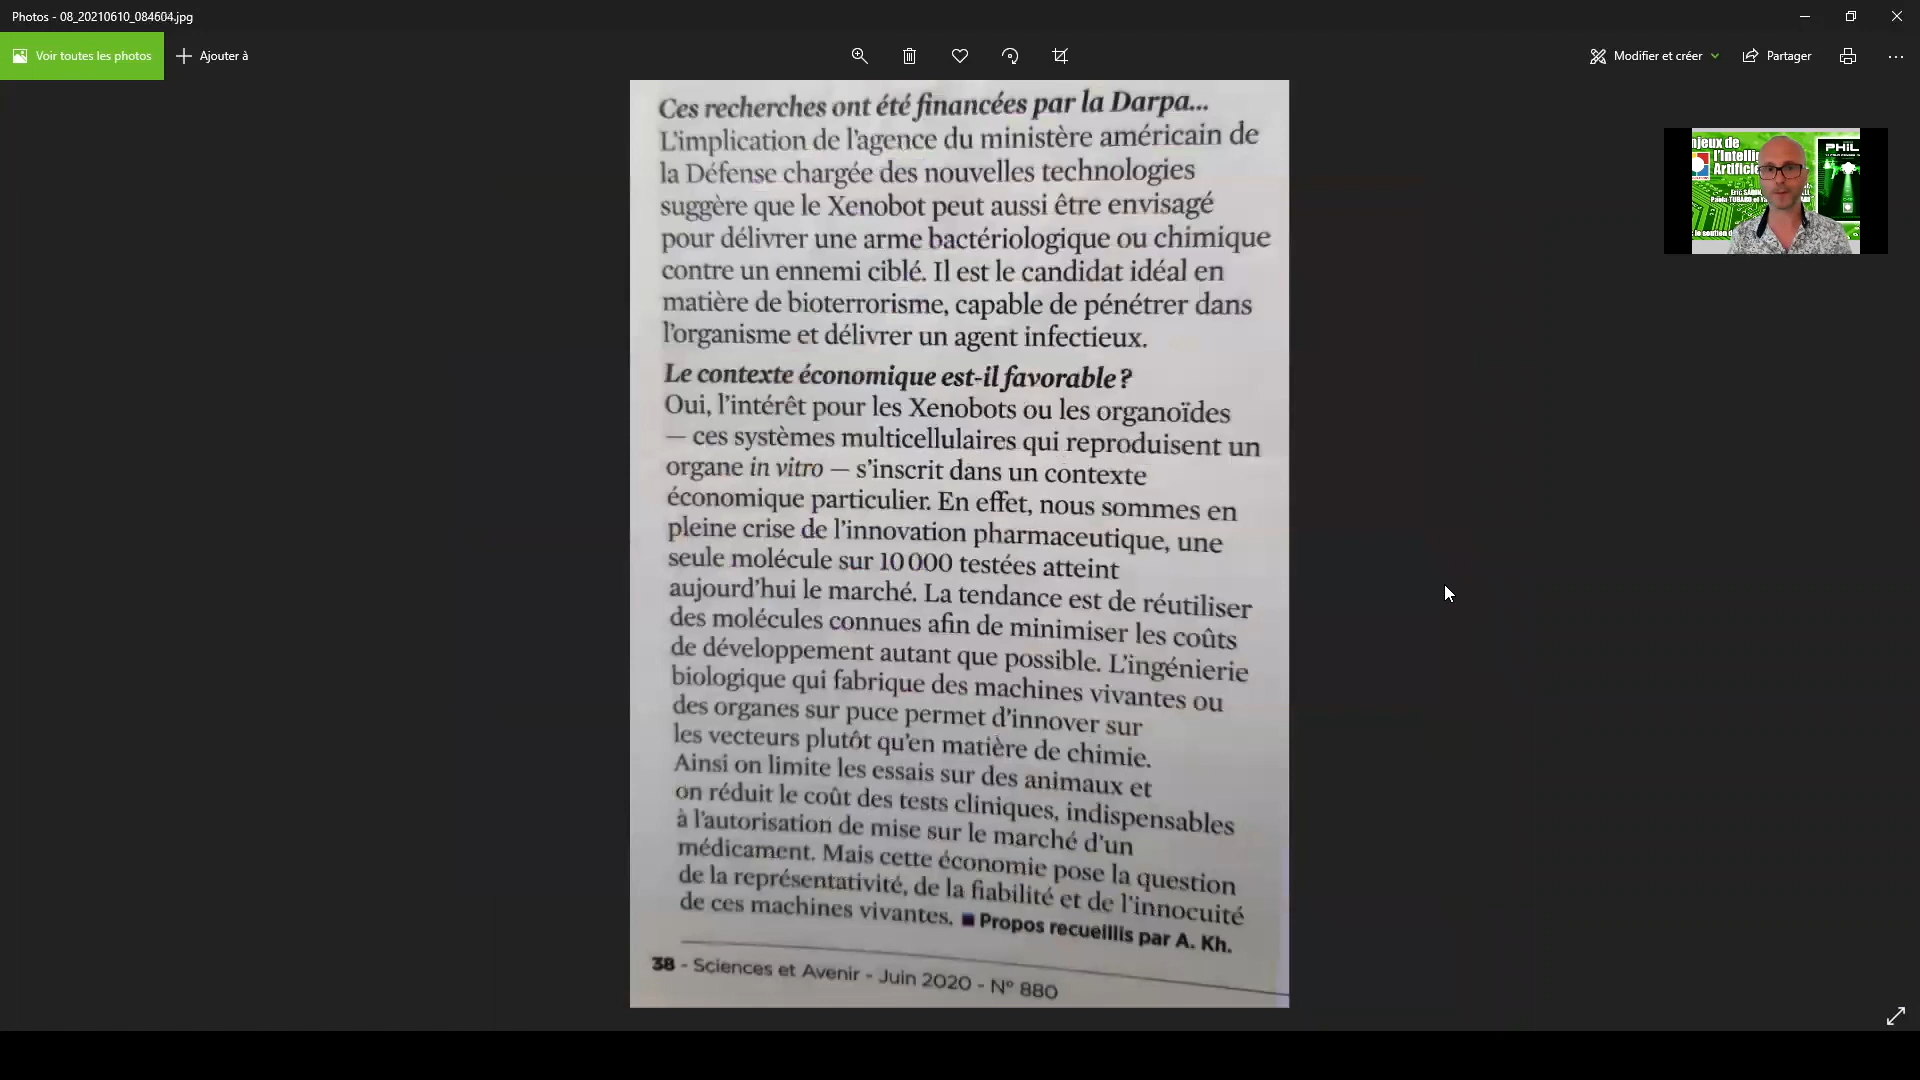 Photos - 08_20210610_084604.jpg
Voir toutes les photos
Ajouter à
Modifier et créer
Partager
Ces recherches ont été financées par la Darpa...
L'implication de l'agence du ministère américain de
la Défense chargée des nouvelles technologies
suggère que le Xenobot peut aussi être envisagé
pour délivrer une arme bactériologique ou chimique
contre un ennemi ciblé. Il est le candidat idéal en
matière de bioterrorisme, capable de pénétrer dans
l'organisme et délivrer un agent infectieux.
Le contexte économique est-il favorable ?
Oui, l'intérêt pour les Xenobots ou les organoïdes
— ces systèmes multicellulaires qui reproduisent un
organe in vitro — s'inscrit dans un contexte
économique particulier. En effet, nous sommes en
pleine crise de l'innovation pharmaceutique, une
seule molécule sur 10 000 testées atteint
aujourd'hui le marché. La tendance est de réutiliser
des molécules connues afin de minimiser les coûts
de développement autant que possible. L'ingénierie
biologique qui fabrique des machines vivantes ou
des organes sur puce permet d'innover sur
les vecteurs plutôt qu'en matière de chimie.
Ainsi on limite les essais sur des animaux et
on réduit le coût des tests cliniques, indispensables
à l'autorisation de mise sur le marché d'un
médicament. Mais cette économie pose la question
de la représentativité, de la fiabilité et de l'innocuité
de ces machines vivantes. ■ Propos recueillis par A. Kh.
38 - Sciences et Avenir - Juin 2020 - N° 880
njeux de
l'Intelli
Artificie
PHIL